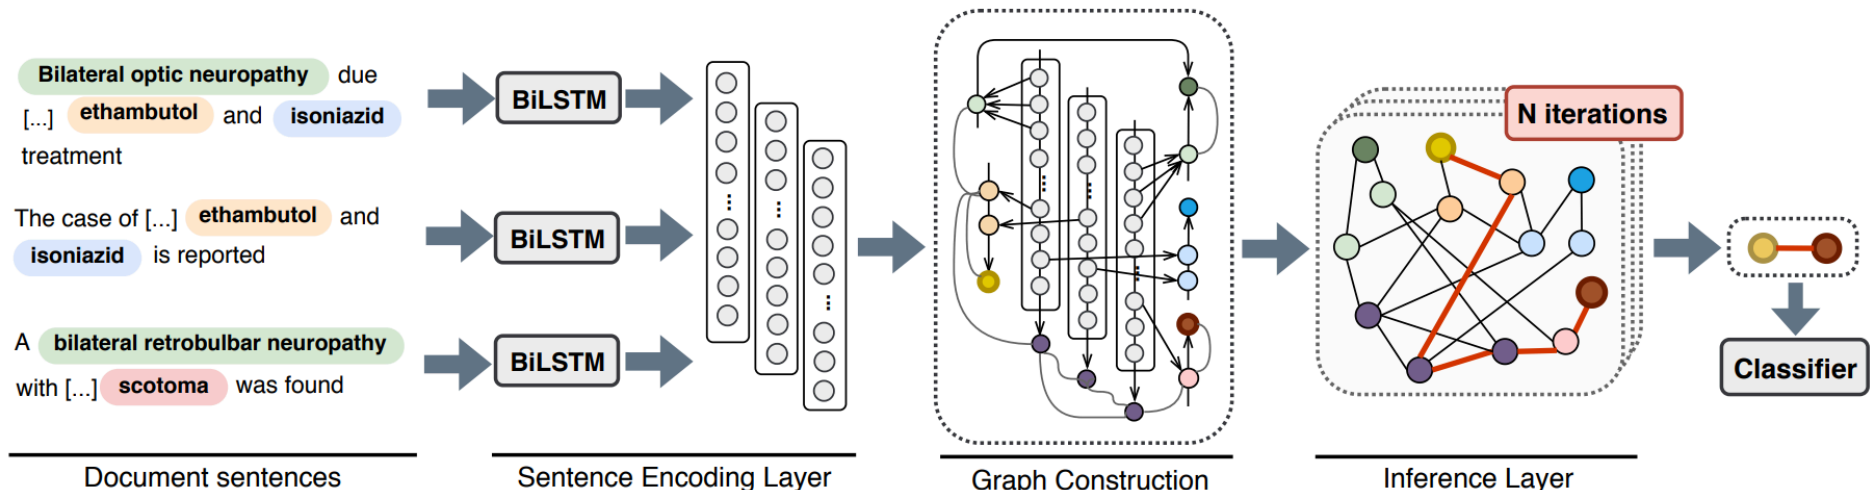 Bilateral optic neuropathy due
[...] ethambutol and isoniazid
treatment
The case of [...] ethambutol and
isoniazid is reported
A bilateral retrobulbar neuropathy
with [...] scotoma was found
Document sentences
BiLSTM
BiLSTM
BiLSTM
Sentence Encoding Layer
Graph Construction
N iterations
Inference Layer
Classifier